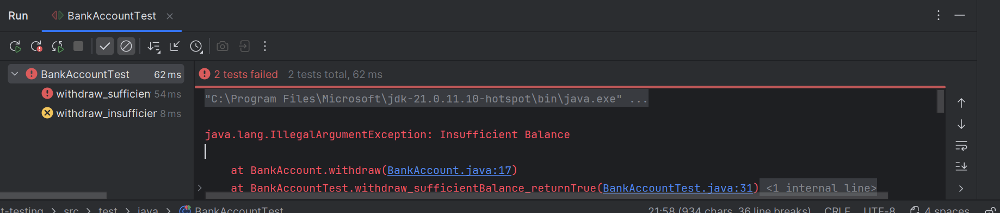 Run BankAccountTest
BankAccountTest 62 ms
withdraw_sufficien 54 ms
withdraw_insufficier 8 ms
2 tests failed 2 tests total, 62 ms
"C:\Program Files\Microsoft\jdk-21.0.11.10-hotspot\bin\java.exe" ...
java.lang.IllegalArgumentException: Insufficient Balance
at BankAccount.withdraw(BankAccount.java:17)
at BankAccountTest.withdraw_sufficientBalance_returnTrue(BankAccountTest.java:31) <1 internal line>
t-testing > src > test > java > BankAccountTest 21:58 (934 chars, 36 line breaks) CRLF UTF-8 4 spaces